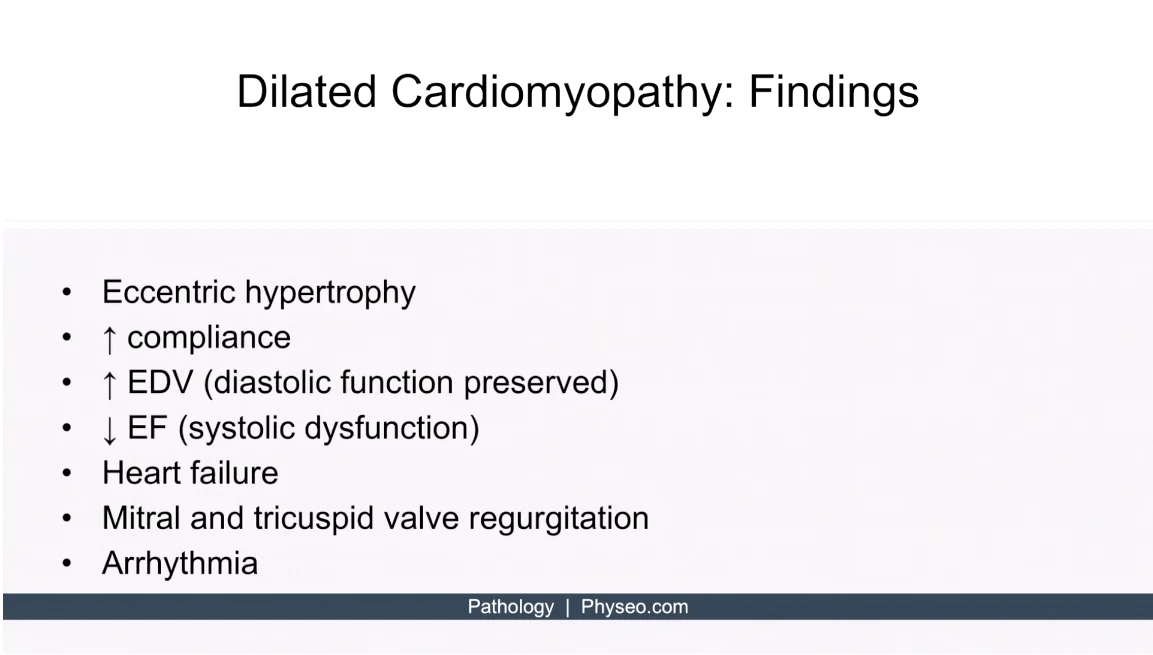 Dilated Cardiomyopathy: Findings
• Eccentric hypertrophy
• ↑ compliance
• ↑ EDV (diastolic function preserved)
• ↓ EF (systolic dysfunction)
• Heart failure
• Mitral and tricuspid valve regurgitation
• Arrhythmia
Pathology | Physeo.com